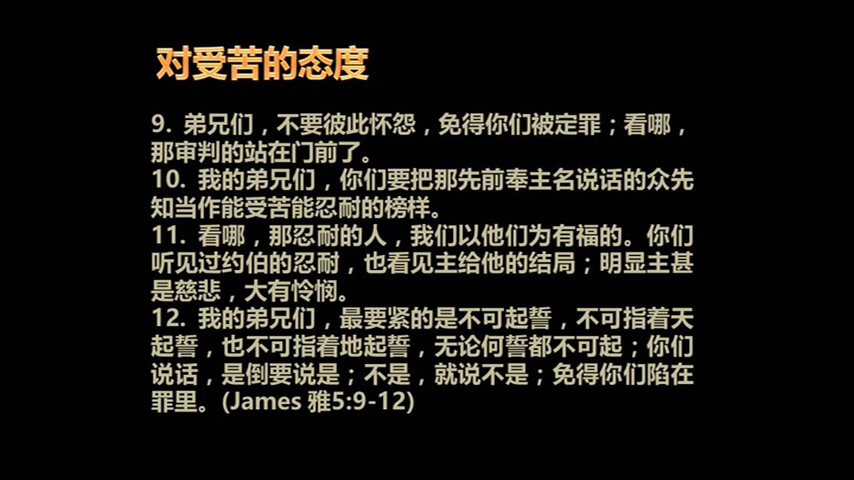 对受苦的态度
9. 弟兄们，不要彼此怀怨，免得你们被定罪；看哪，
那审判的站在门前了。
10. 我的弟兄们，你们要把那先前奉主名说话的众先
知当作能受苦能忍耐的榜样。
11. 看哪，那忍耐的人，我们以他们为有福的。你们
听见过约伯的忍耐，也看见主给他的结局；明显主甚
是慈悲，大有怜悯。
12. 我的弟兄们，最要紧的是不可起誓，不可指着天
起誓，也不可指着地起誓，无论何誓都不可起；你们
说话，是倒要说是；不是，就说不是；免得你们陷在
罪里。(James 雅5:9-12)